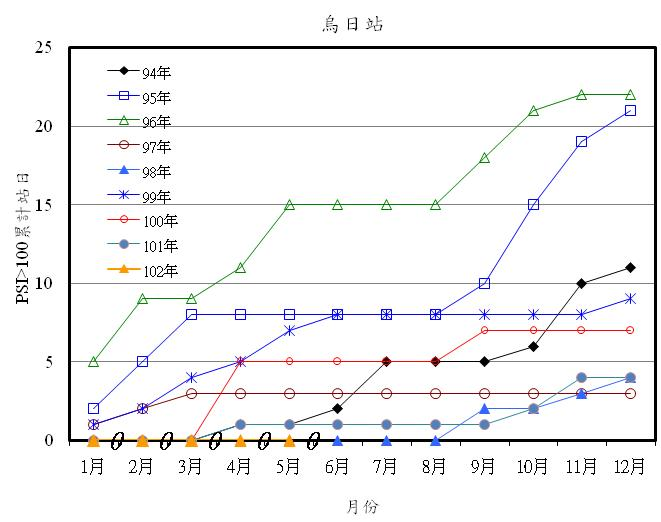 烏日站
25
20
15
10
5
0
PSI>100累計站日
94年
95年
96年
97年
98年
99年
100年
101年
102年
0 0 0 0 0
1月 2月 3月 4月 5月 6月 7月 8月 9月 10月 11月 12月
月份